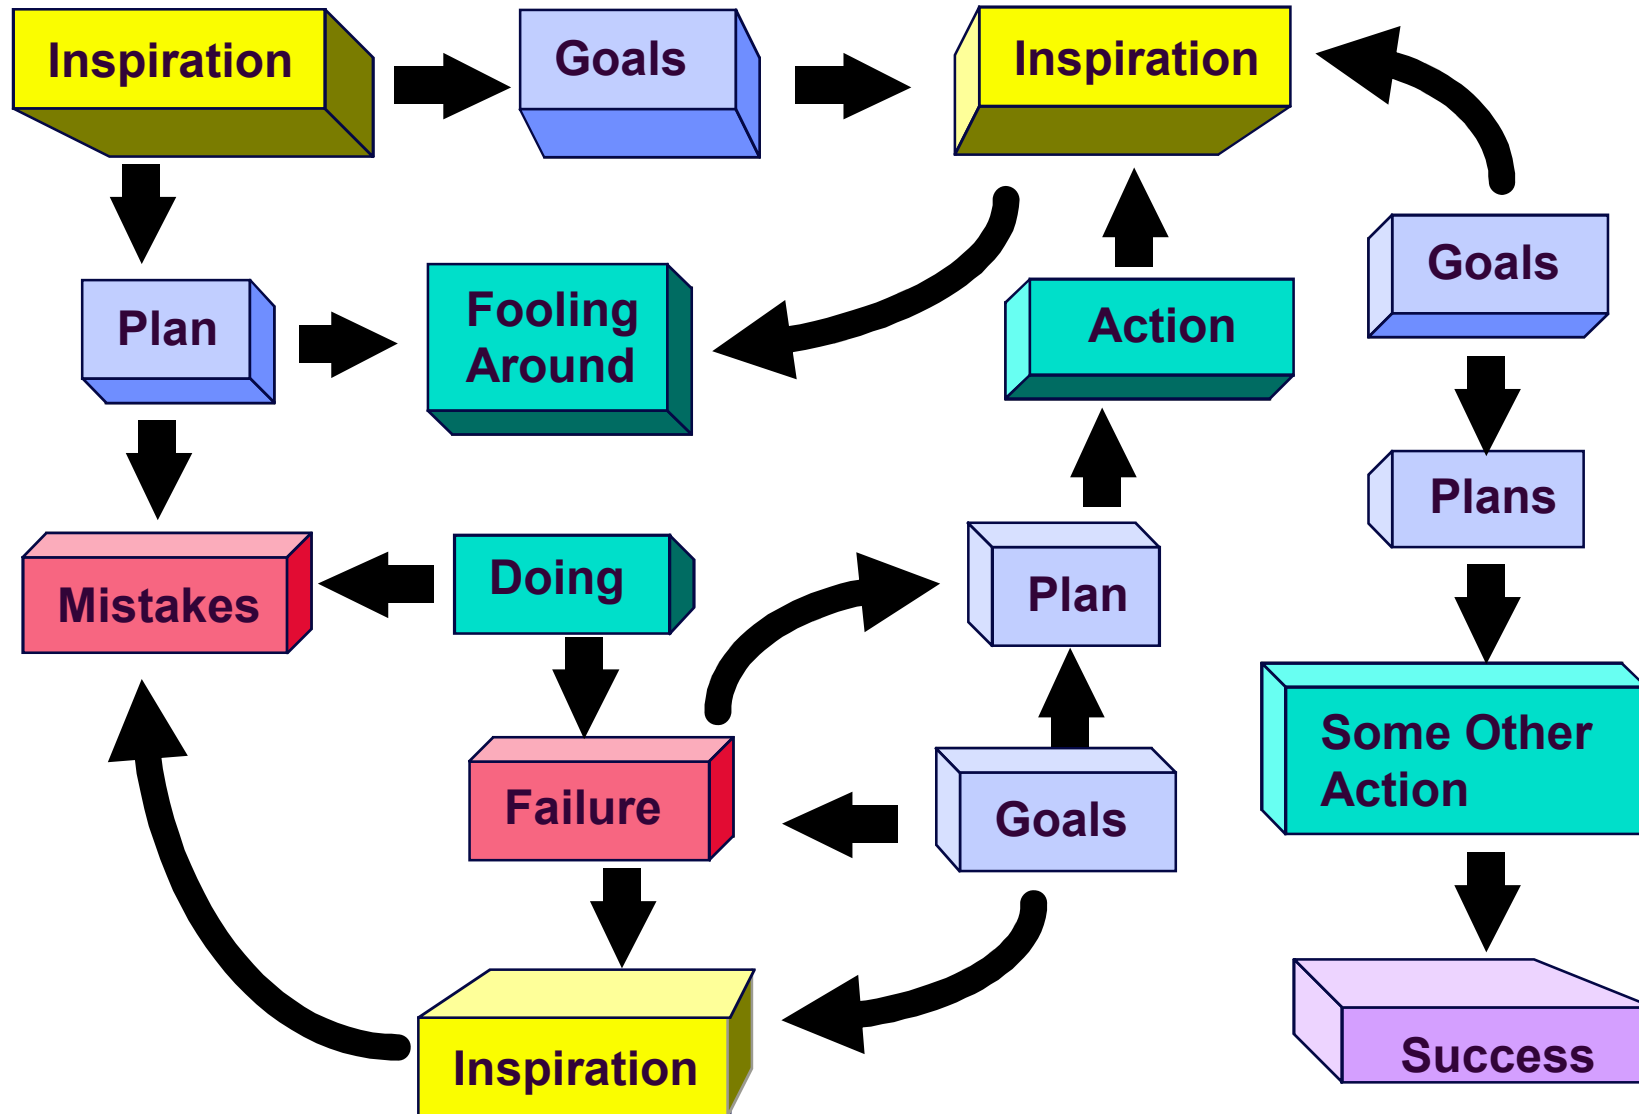 Inspiration
Goals
Inspiration
Goals
Plan
Fooling
Around
Action
Plans
Mistakes
Doing
Plan
Some Other
Action
Failure
Goals
Inspiration
Success